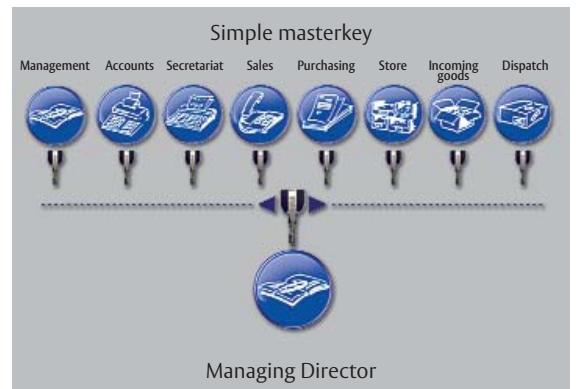 Simple masterkey
Management Accounts Secretariat Sales Purchasing Store Incoming goods Dispatch
Managing Director